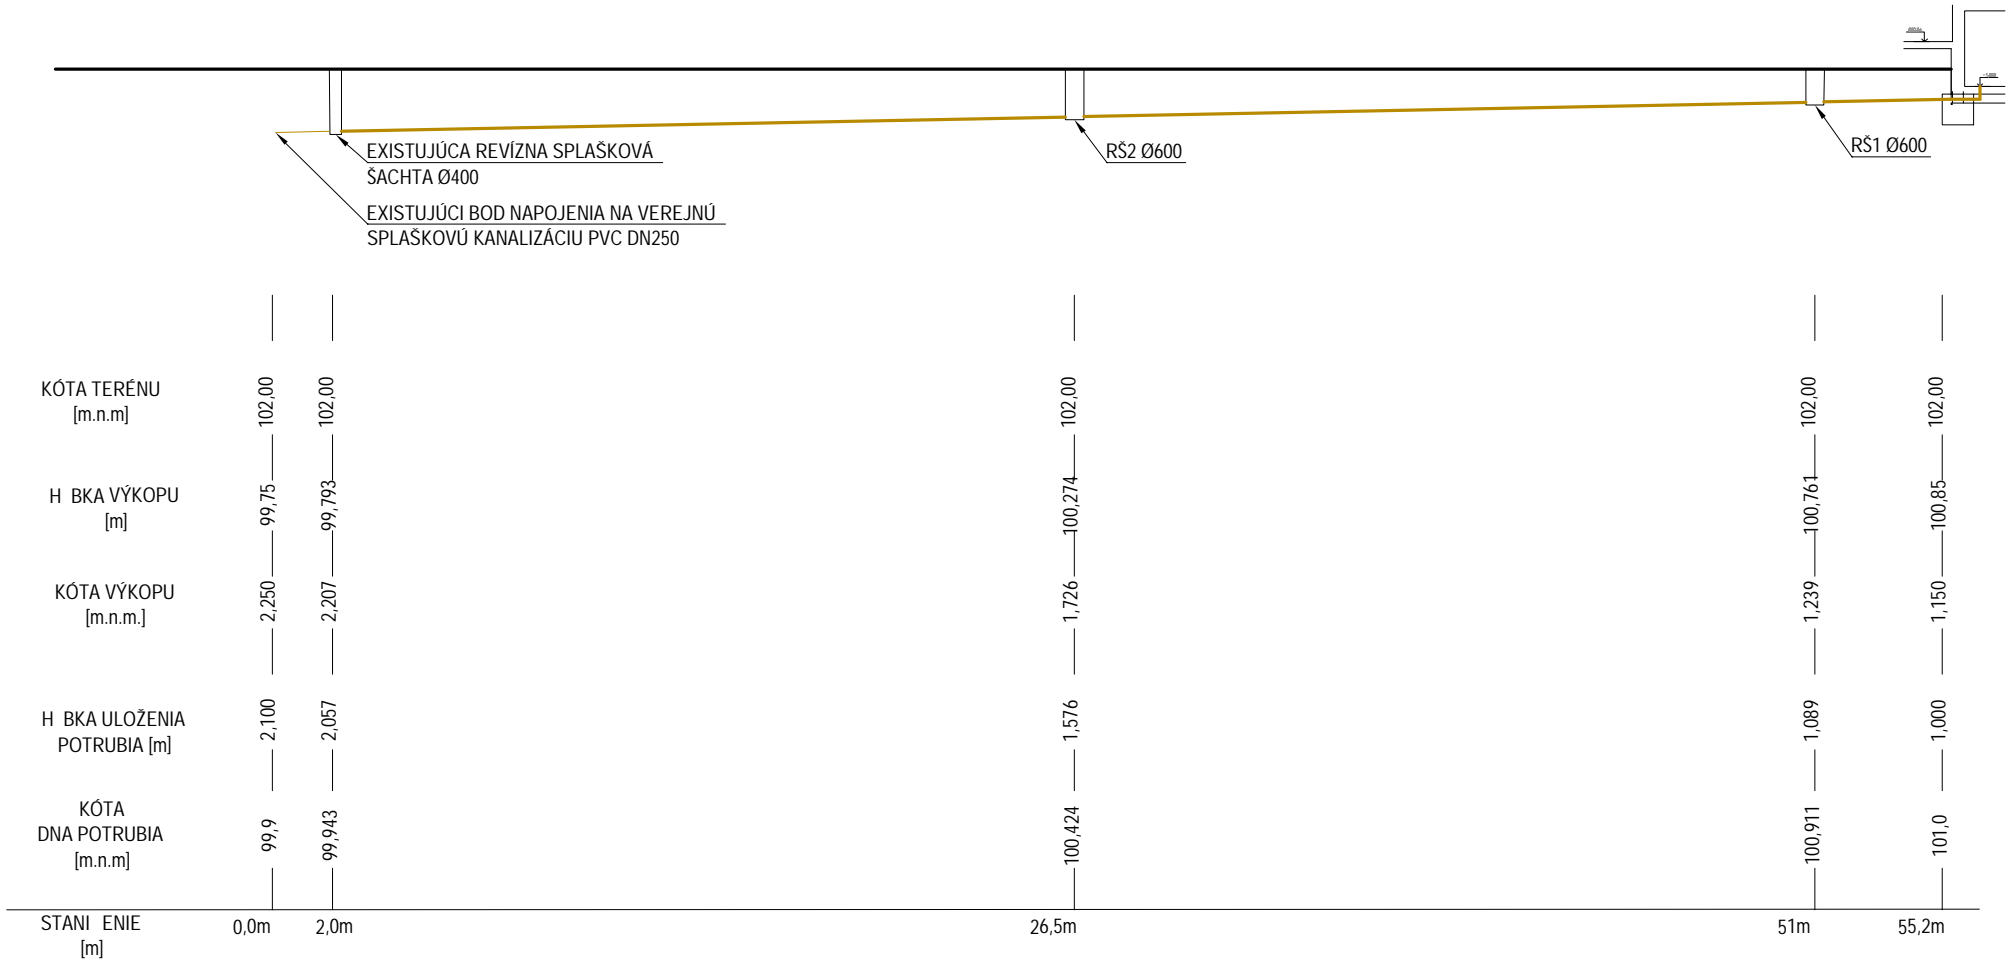 -1,000
EXISTUJÚCA REVÍZNA SPLAŠKOVÁ
ŠACHTA Ø400
EXISTUJÚCI BOD NAPOJENIA NA VEREJNÚ
SPLAŠKOVÚ KANALIZÁCIU PVC DN250
RŠ2 Ø600
RŠ1 Ø600
KÓTA TERÉNU
[m.n.m]
102,00
102,00
102,00
102,00
102,00
H BKA VÝKOPU
[m]
99,75
99,793
100,274
100,761
100,85
KÓTA VÝKOPU
[m.n.m.]
2,250
2,207
1,726
1,239
1,150
H BKA ULOŽENIA
POTRUBIA [m]
2,100
2,057
1,576
1,089
1,000
KÓTA
DNA POTRUBIA
[m.n.m]
99,9
99,943
100,424
100,911
101,0
STANI ENIE
[m]
0,0m
2,0m
26,5m
51m
55,2m